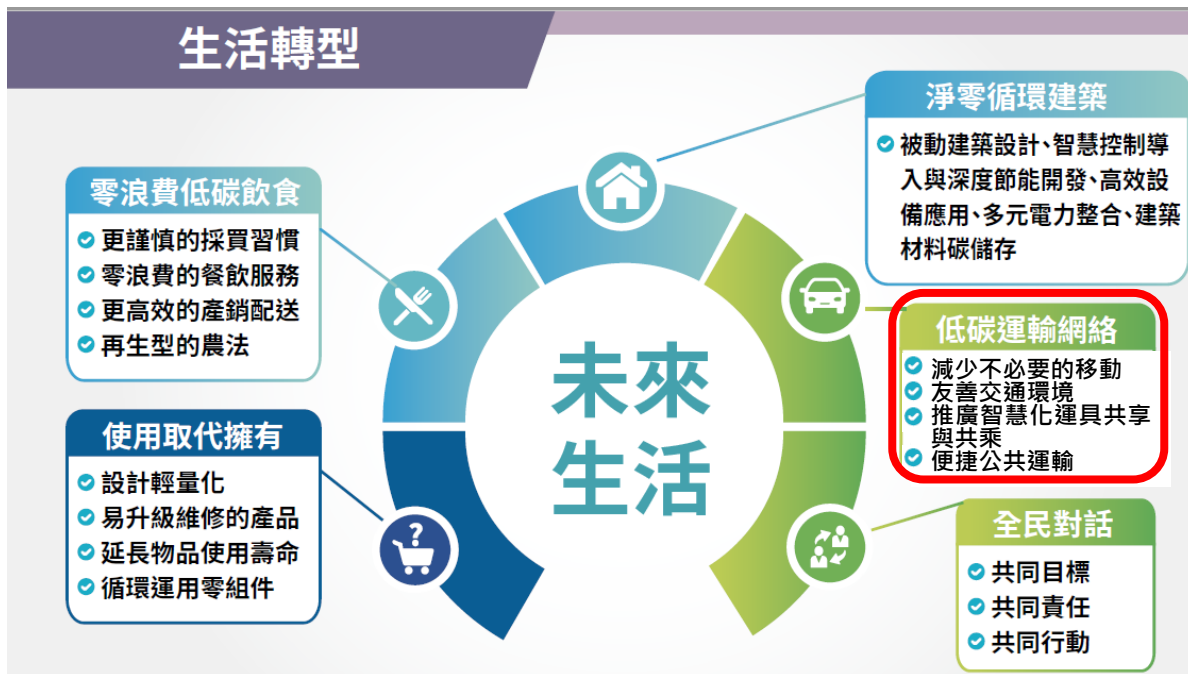 生活轉型
零浪費低碳飲食
更謹慎的採買習慣
零浪費的餐飲服務
更高效的產銷配送
再生型的農法
使用取代擁有
設計輕量化
易升級維修的產品
延長物品使用壽命
循環運用零組件
未來
生活
?
淨零循環建築
被動建築設計、智慧控制導
入與深度節能開發、高效設
備應用、多元電力整合、建築
材料碳儲存
低碳運輸網絡
減少不必要的移動
友善交通環境
推廣智慧化運具共享
與共乘
便捷公共運輸
全民對話
共同目標
共同責任
共同行動